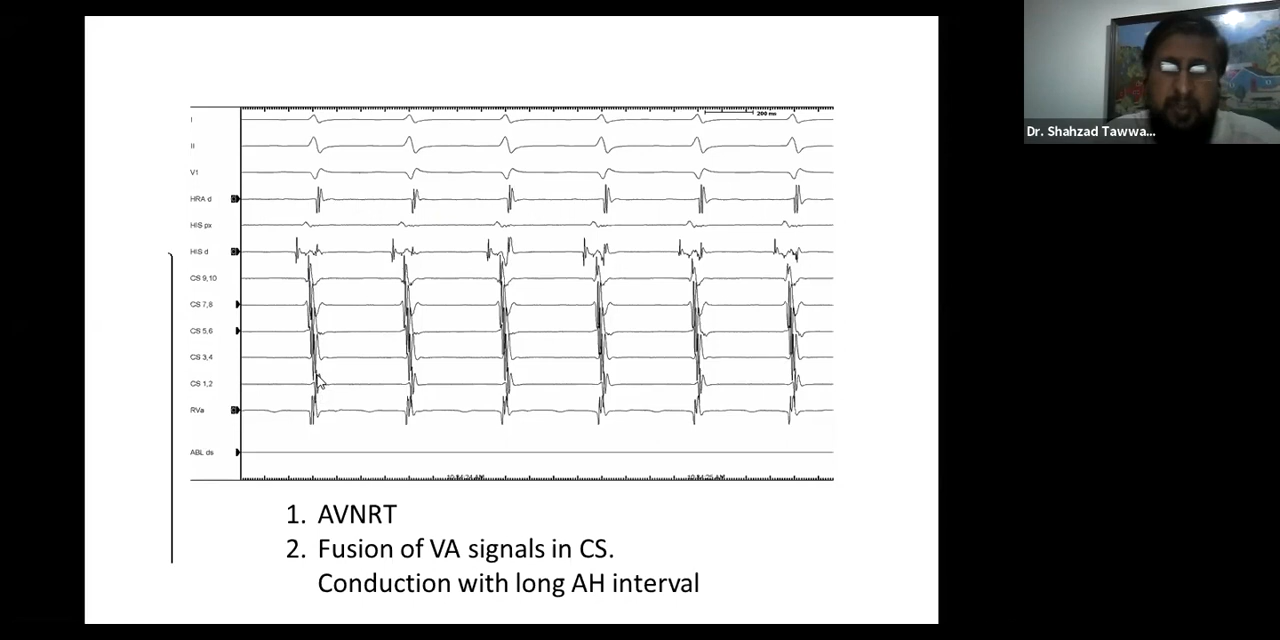 200 ms
I
II
V1
HRA d
HIS px
HIS d
CS 9,10
CS 7,8
CS 5,6
CS 3,4
CS 1,2
RVa
ABL ds
1. AVNRT
2. Fusion of VA signals in CS.
Conduction with long AH interval
Dr. Shahzad Tawwa...